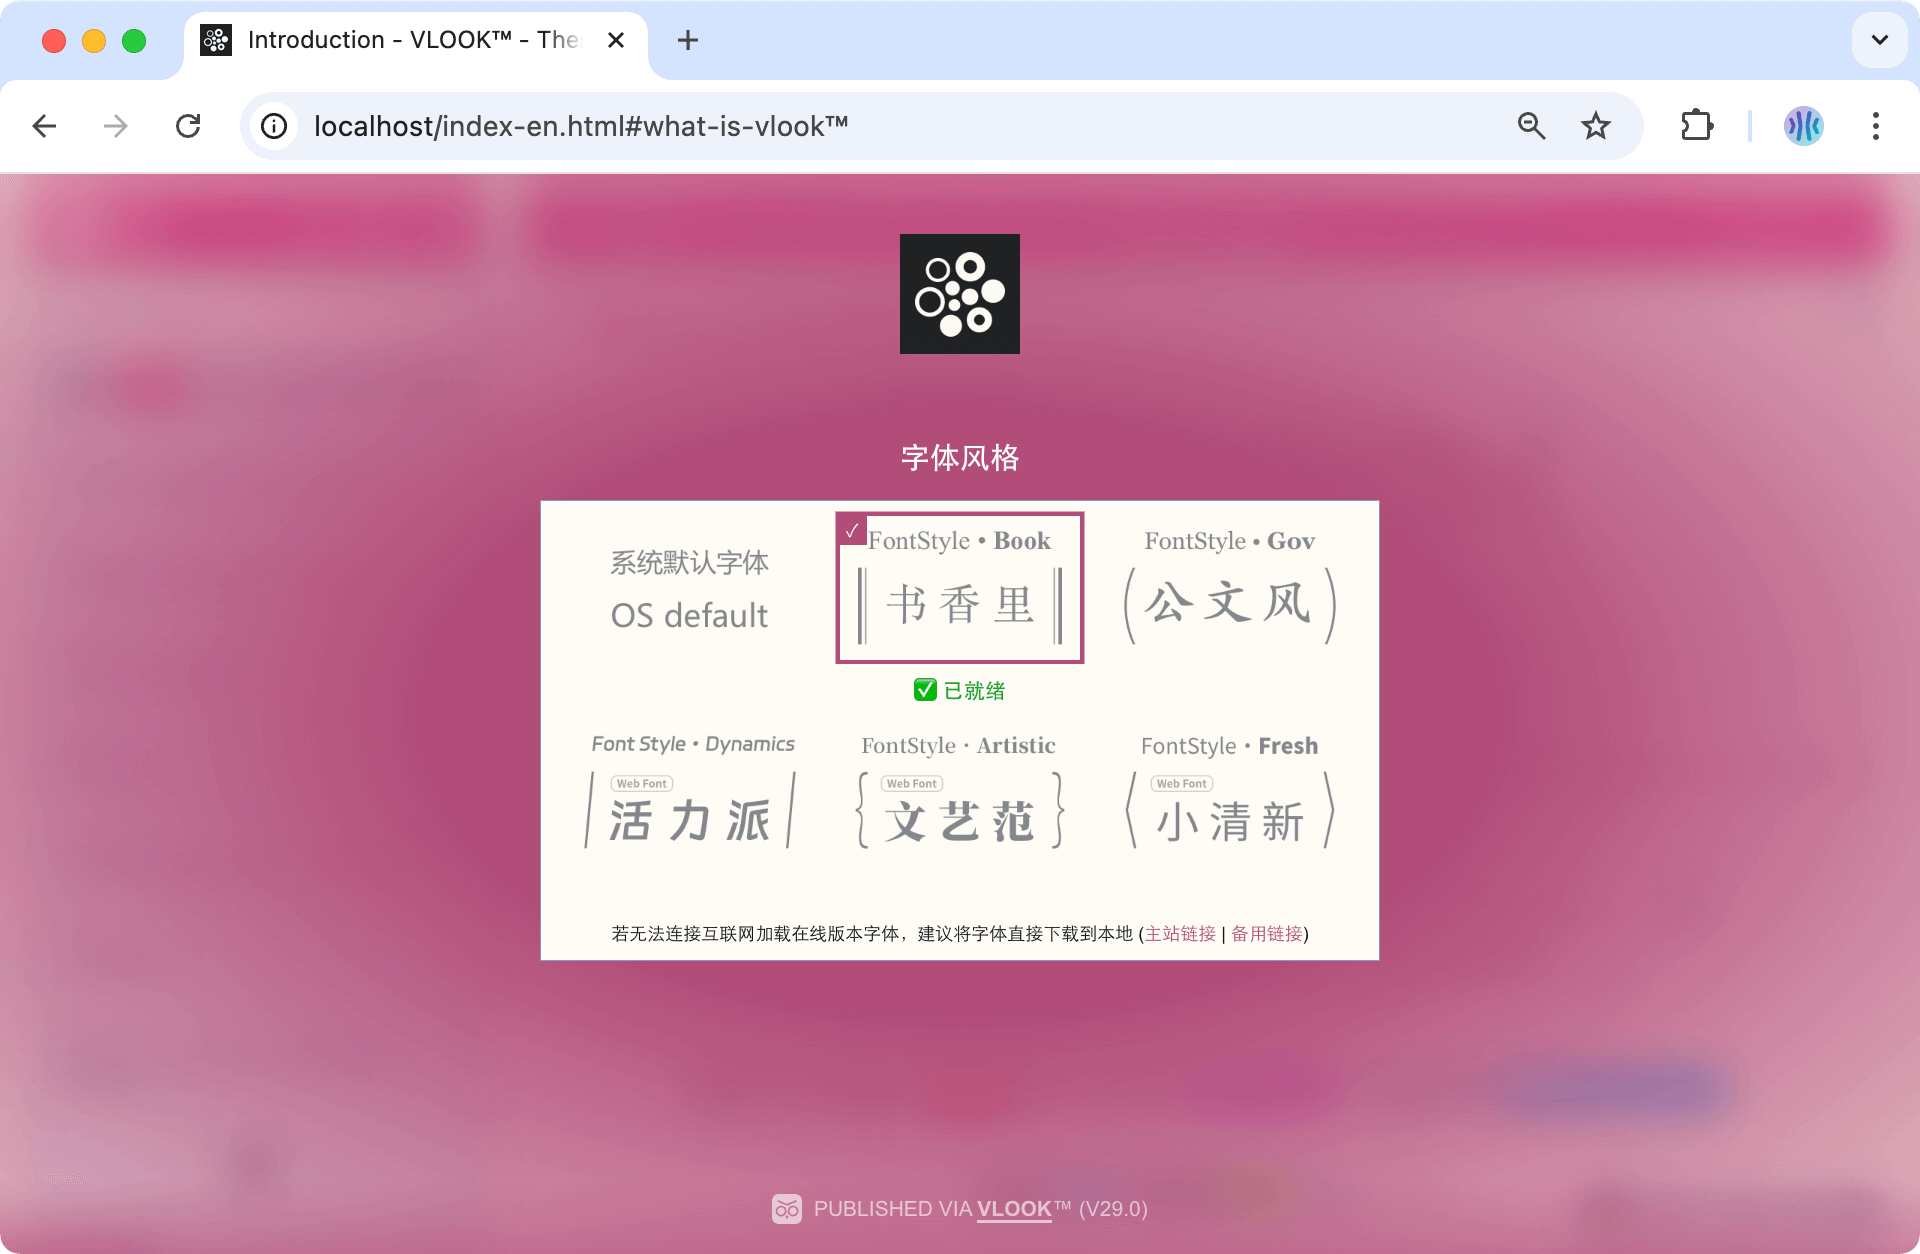 Introduction - VLOOK™ - The
localhost/index-en.html#what-is-vlook™
字体风格
系统默认字体
OS default
FontStyle • Book
书香里
FontStyle • Gov
(公文风)
✅ 已就绪
Font Style • Dynamics
Web Font
活力派
FontStyle · Artistic
Web Font
{文艺范}
FontStyle • Fresh
Web Font
小清新
若无法连接互联网加载在线版本字体，建议将字体直接下载到本地 (主站链接 | 备用链接)
PUBLISHED VIA VLOOK™ (V29.0)